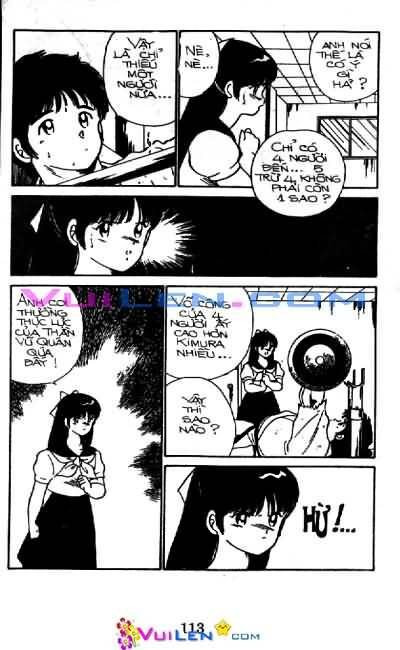 VẬY
LÀ CHỈ
THIẾU
MỘT
NGƯỜI
NỮA...
NÈ,
NÈ...
ANH NÓI
THẾ LÀ
CÓ Ý
GÌ
HẢ?
CHỈ CÓ
4 NGƯỜI
ĐẾN... 5
TRỪ 4, KHÔNG
PHẢI CÒN
1 SAO?
VUILEN.COM
ANH COI
THƯỜNG
THỰC LỰC
CỦA THẦN
VŨ QUÂN
QUÁ
ĐẤY!
VÕ CÔNG
CỦA 4
NGƯỜI ẤY
CAO HƠN
KIMURA
NHIỀU...
VẬY
THÌ
SAO
NÀO?
HỪ!...
113
VUILEN.COM